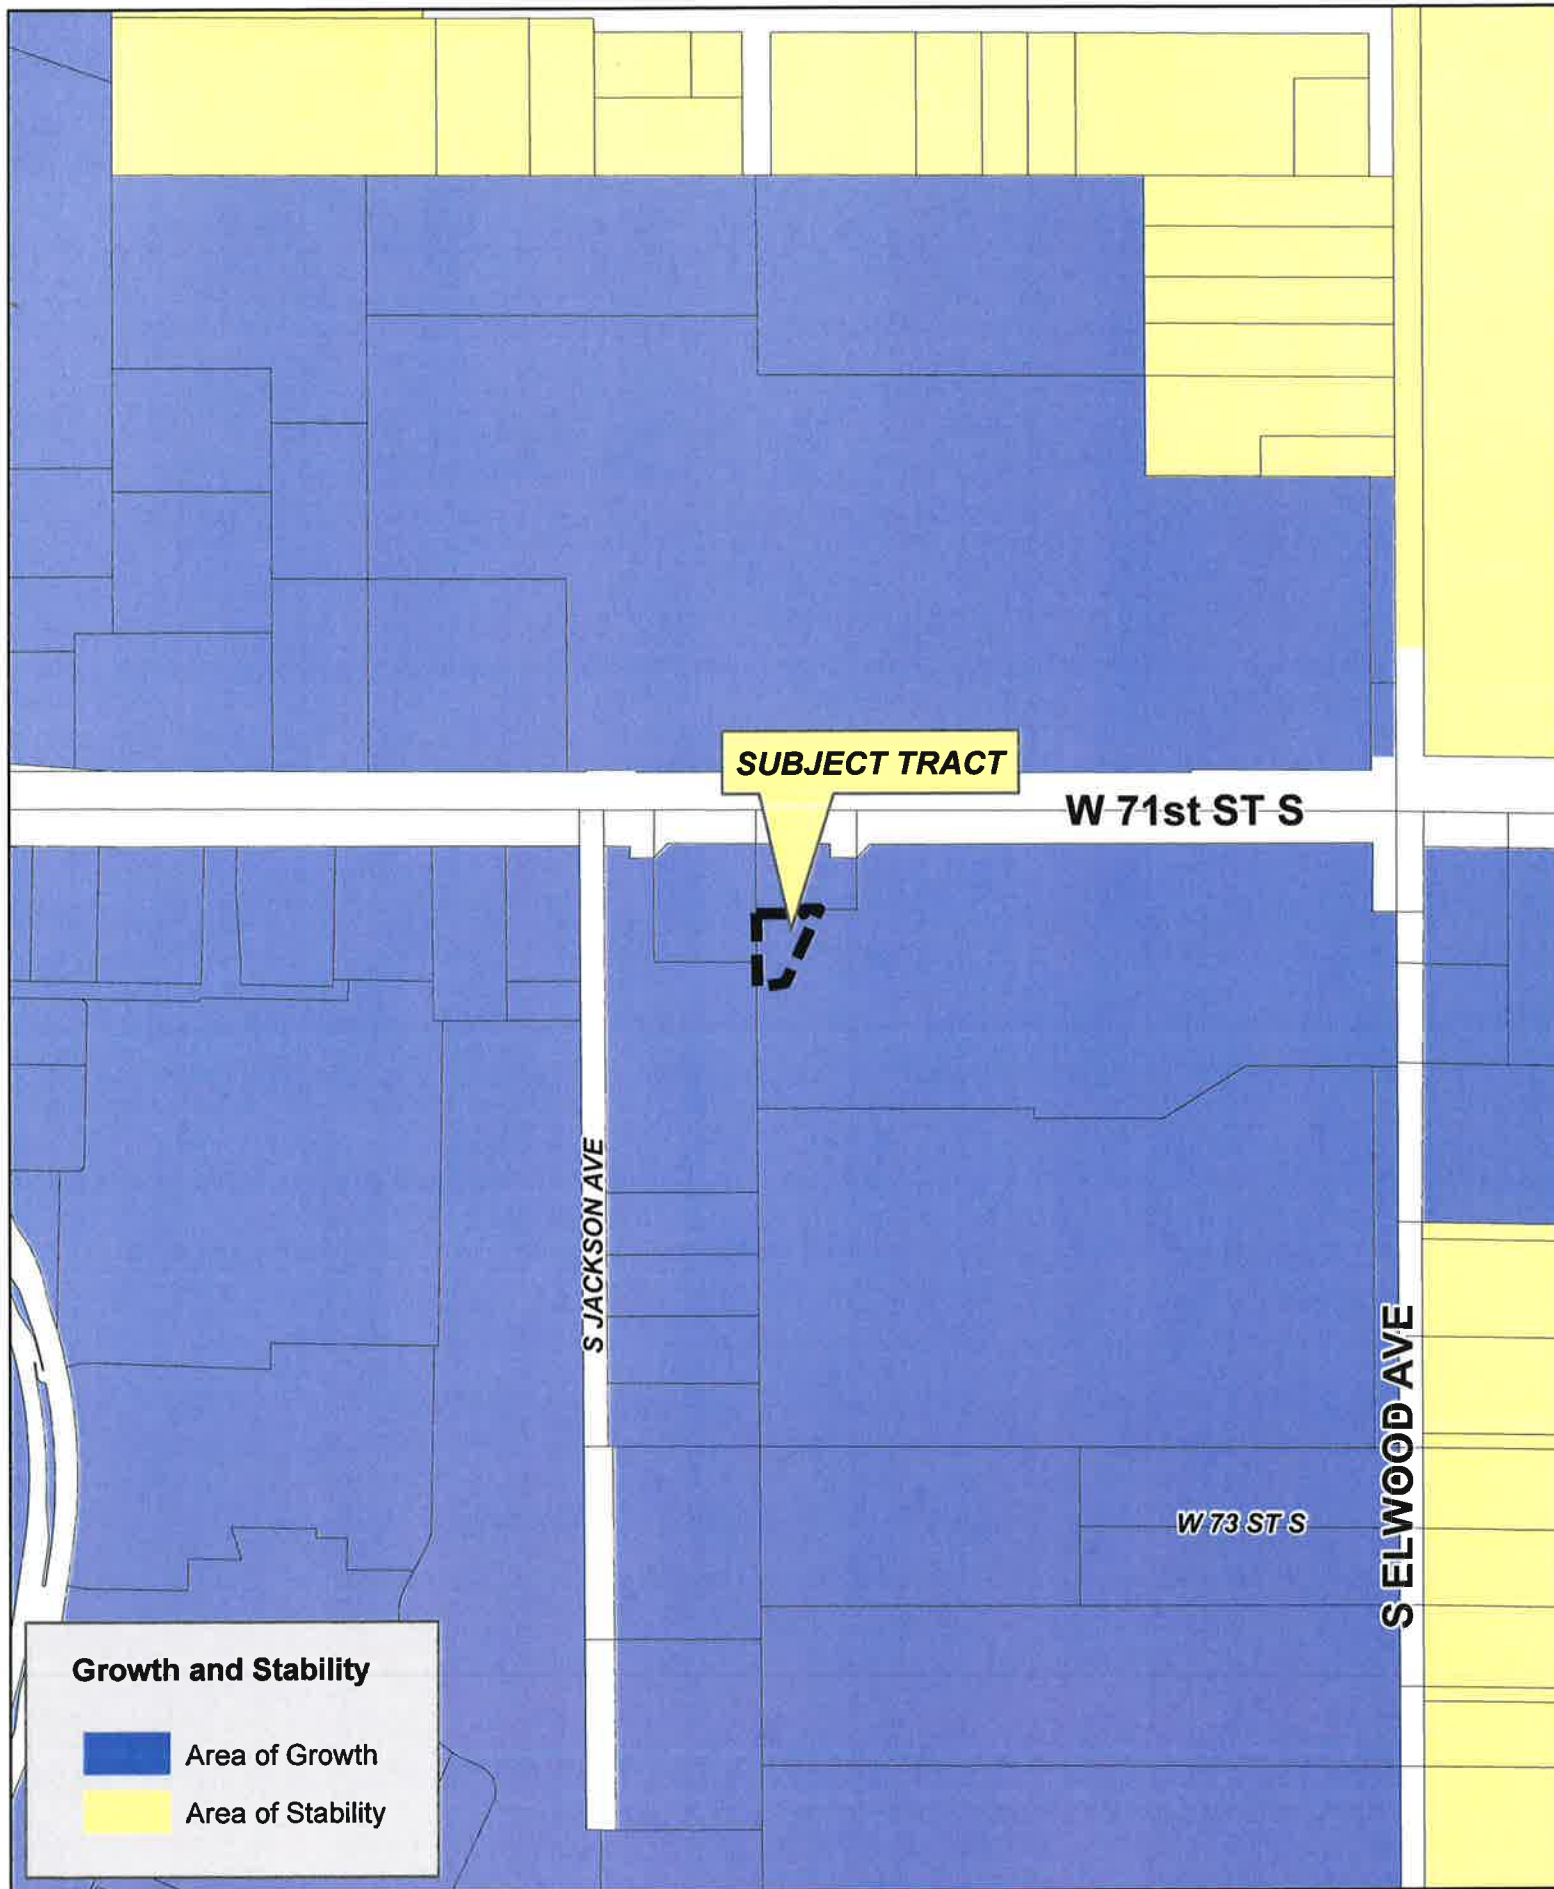 SUBJECT TRACT
W 71st ST S
S JACKSON AVE
S ELWOOD AVE
W 73 ST S
Growth and Stability
Area of Growth
Area of Stability